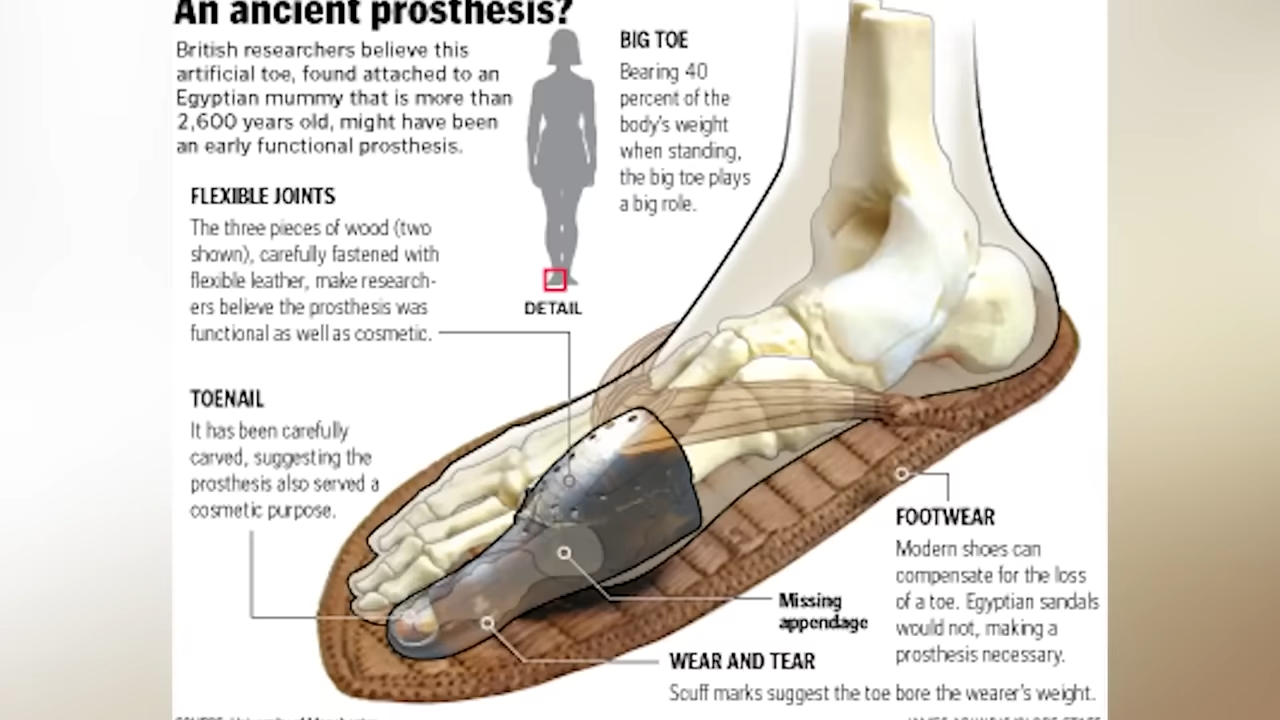 An ancient prosthesis?
British researchers believe this
artificial toe, found attached to an
Egyptian mummy that is more than
2,600 years old, might have been
an early functional prosthesis.
FLEXIBLE JOINTS
The three pieces of wood (two
shown), carefully fastened with
flexible leather, make research-
ers believe the prosthesis was
functional as well as cosmetic.
TOENAIL
It has been carefully
carved, suggesting the
prosthesis also served a
cosmetic purpose.
DETAIL
BIG TOE
Bearing 40
percent of the
body's weight
when standing,
the big toe plays
a big role.
Missing
appendage
WEAR AND TEAR
Scuff marks suggest the toe bore the wearer's weight.
FOOTWEAR
Modern shoes can
compensate for the loss
of a toe. Egyptian sandals
would not, making a
prosthesis necessary.